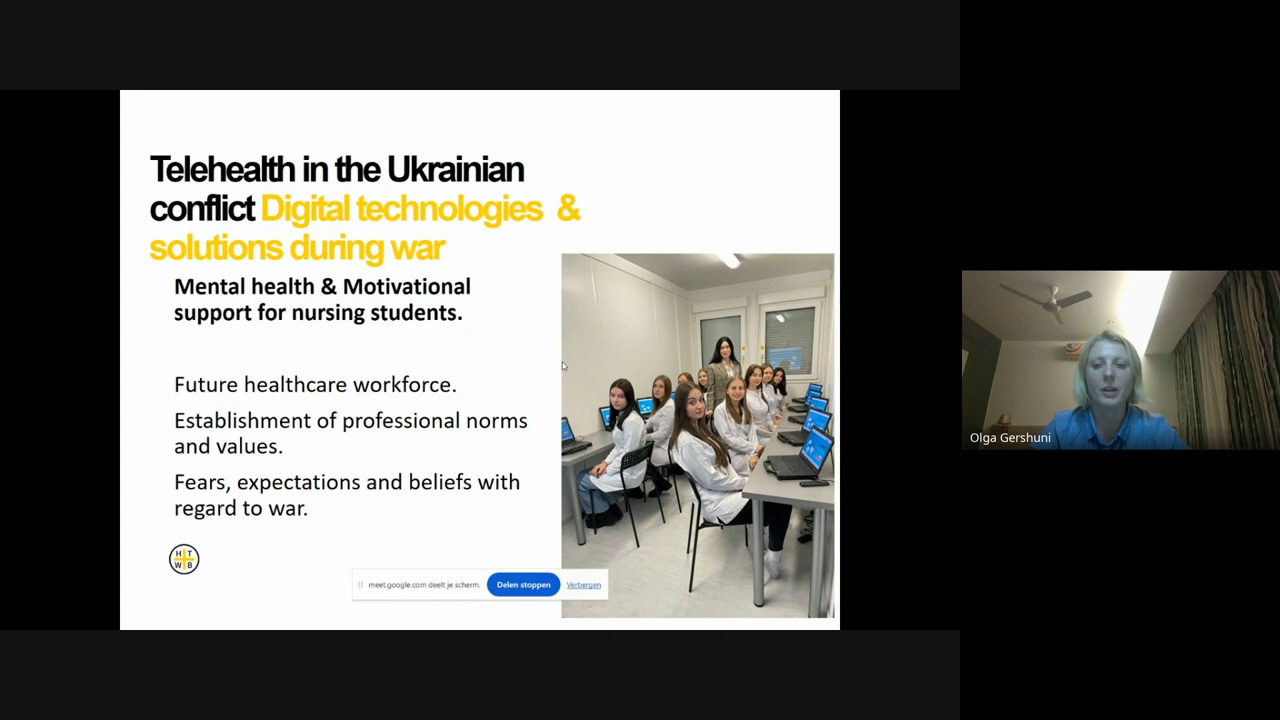 Telehealth in the Ukrainian
conflict Digital technologies &
solutions during war
Mental health & Motivational
support for nursing students.
Future healthcare workforce.
Establishment of professional norms
and values.
Fears, expectations and beliefs with
regard to war.
H T
W B
meet.google.com deelt je scherm. Delen stoppen Verbergen
Olga Gershuni